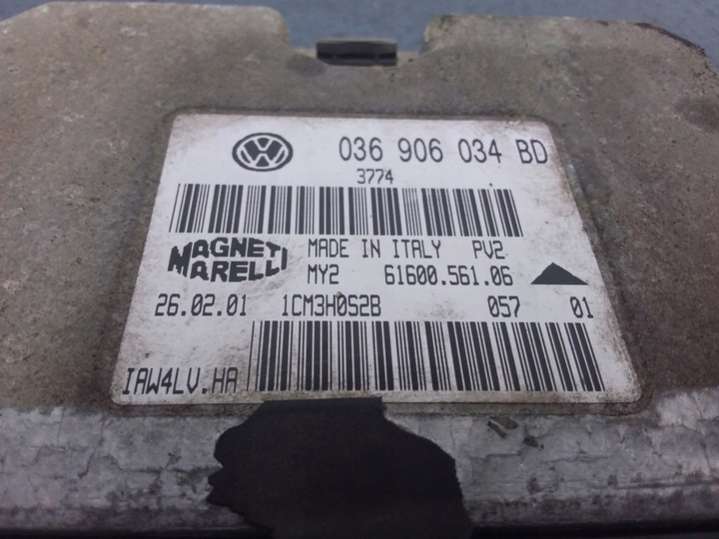 VW 036 906 034 BD
3774
MAGNETI MARELLI
MADE IN ITALY PV2
MY2 61600.561.06
26.02.01 1CM3H0S2B 057 01
IAW4LV.HA